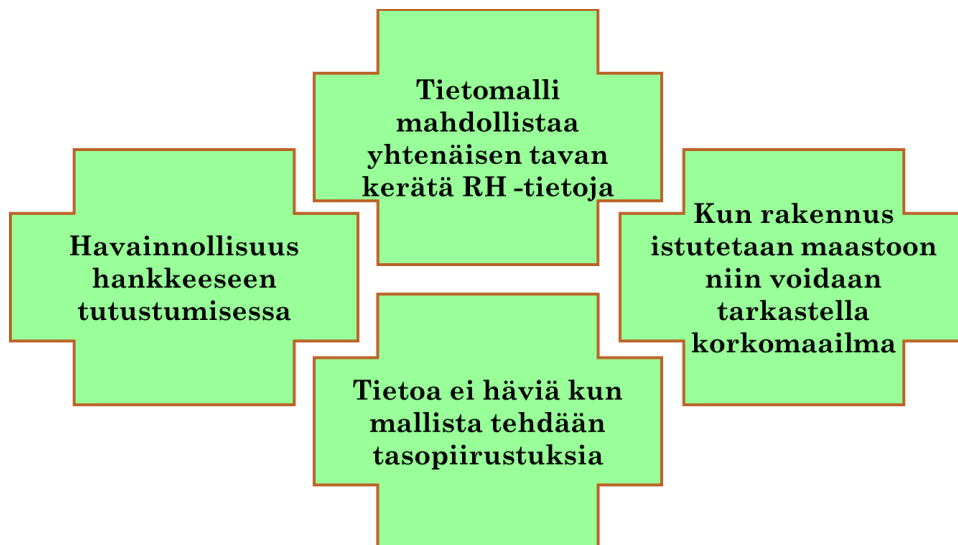 Tietomalli
mahdollistaa
yhtenäisen tavan
kerätä RH -tietoja
Havainnollisuus
hankkeeseen
tutustumisessa
Kun rakennus
istutetaan maastoon
niin voidaan
tarkastella
korkomaailma
Tietoa ei häviä kun
mallista tehdään
tasopiirustuksia